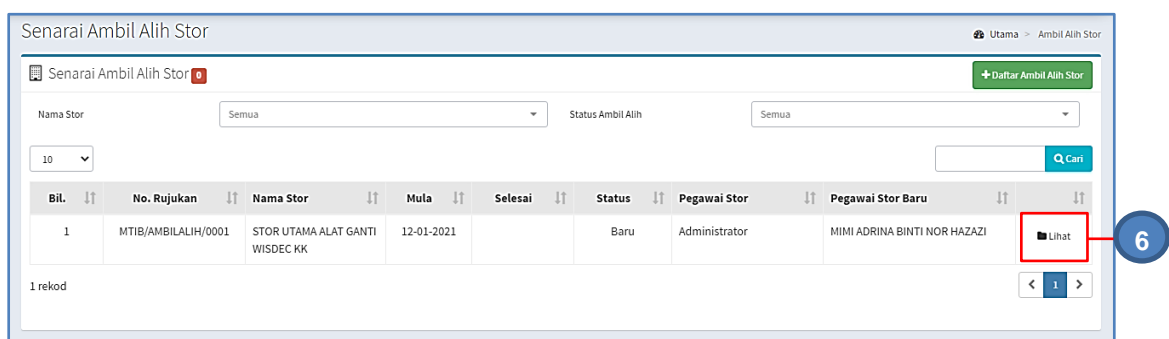 Senarai Ambil Alih Stor
Utama > Ambil Alih Stor
Senarai Ambil Alih Stor 0
+ Daftar Ambil Alih Stor
Nama Stor Semua Status Ambil Alih Semua
10 Cari
Bil. No. Rujukan Nama Stor Mula Selesai Status Pegawai Stor Pegawai Stor Baru
1 MTIB/AMBILALIH/0001 STOR UTAMA ALAT GANTI 12-01-2021 Baru Administrator MIMI ADRINA BINTI NOR HAZAZI Lihat
WISDEC KK
6
1 rekod < 1 >